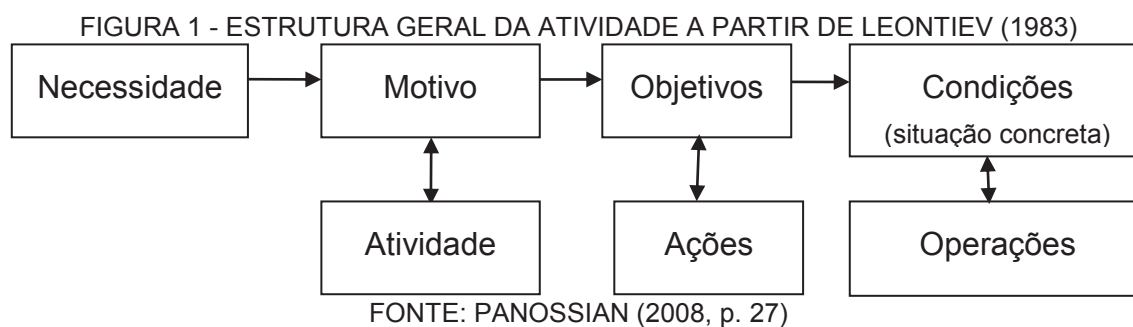 FIGURA 1 - ESTRUTURA GERAL DA ATIVIDADE A PARTIR DE LEONTIEV (1983)
Necessidade
Motivo
Objetivos
Condições
(situação concreta)
Atividade
Ações
Operações
FONTE: PANOSSIAN (2008, p. 27)